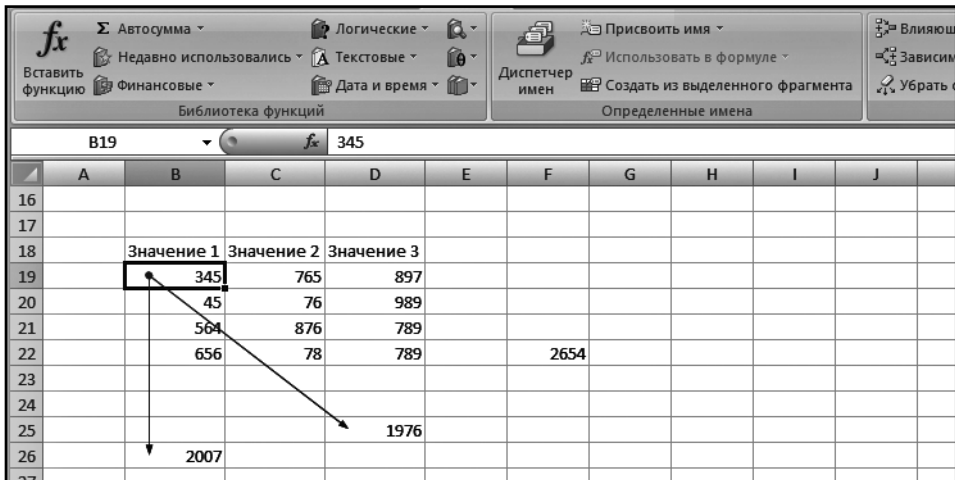 fx Вставить функцию
Σ Автосумма
Недавно использовались
Финансовые
Логические
Текстовые
Дата и время
Библиотека функций
Диспетчер имен
Присвоить имя
Использовать в формуле
Создать из выделенного фрагмента
Определенные имена
Убрать
B19 fx 345
A B C D E F G H I J
16
17
18 Значение 1 Значение 2 Значение 3
19 345 765 897
20 45 76 989
21 564 876 789
22 656 78 789 2654
23
24
25 1976
26 2007